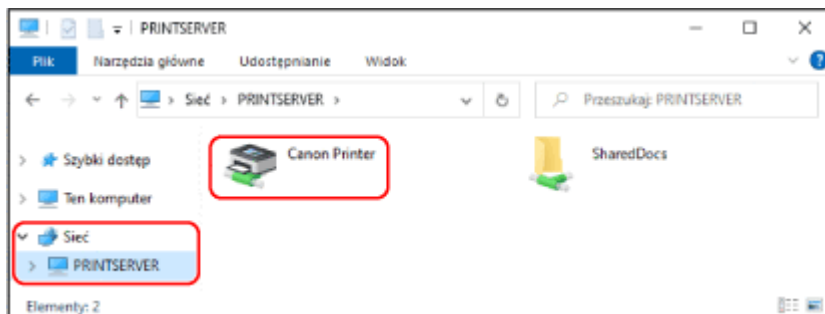 PRINTSERVER
Plik Narzędzia główne Udostępnianie Widok
Sieć PRINTSERVER Przeszukaj: PRINTSERVER
Szybki dostęp
Ten komputer
Sieć
PRINTSERVER
Canon Printer
SharedDocs
Elementy: 2